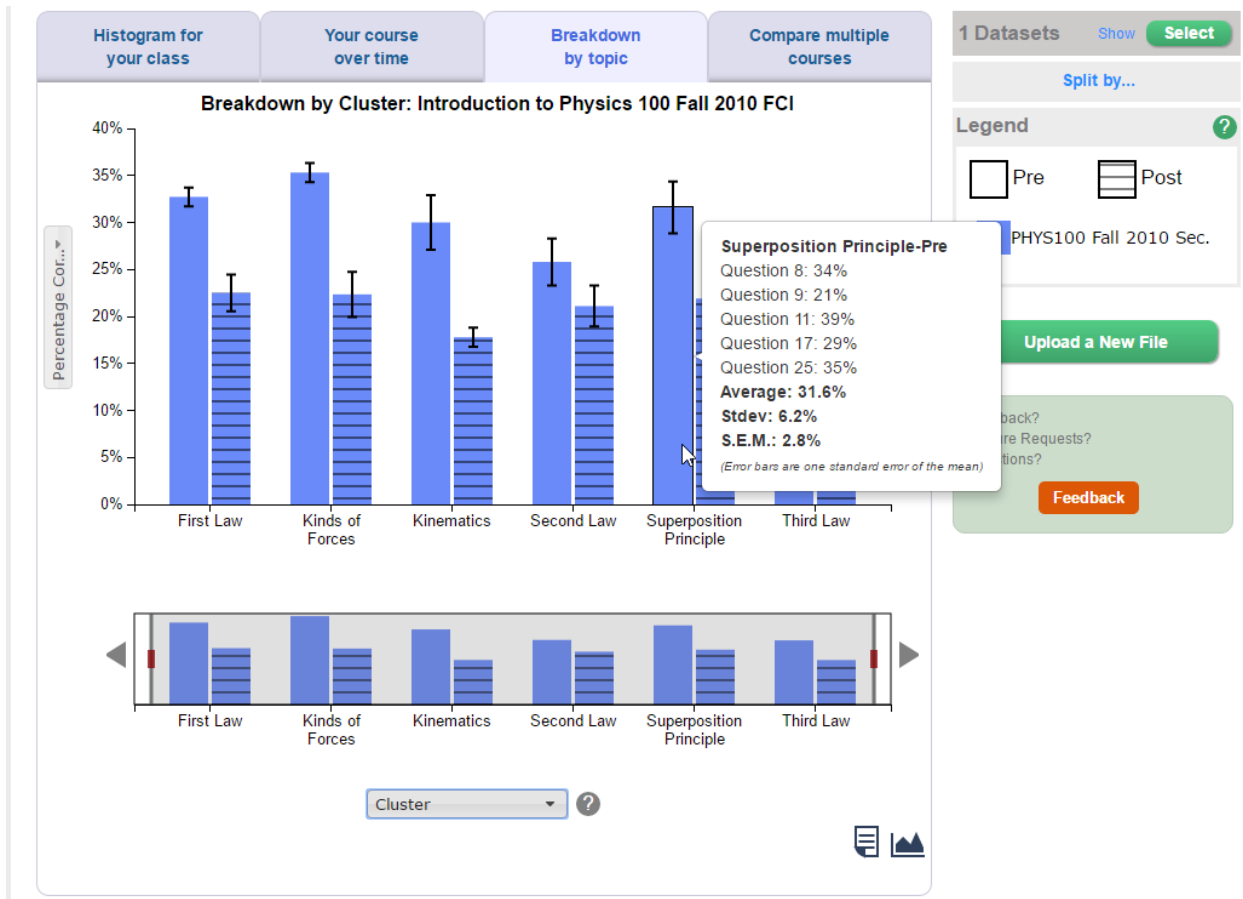 Histogram for
your class
Your course
over time
Breakdown
by topic
Compare multiple
courses
1 Datasets
Show
Select
Split by...
Legend
?
Pre
Post
PHYS100 Fall 2010 Sec.
Breakdown by Cluster: Introduction to Physics 100 Fall 2010 FCI
Percentage Cor...
40%
35%
30%
25%
20%
15%
10%
5%
0%
First Law
Kinds of
Forces
Kinematics
Second Law
Superposition
Principle
Third Law
Superposition Principle-Pre
Question 8: 34%
Question 9: 21%
Question 11: 39%
Question 17: 29%
Question 25: 35%
Average: 31.6%
Stdev: 6.2%
S.E.M.: 2.8%
(Error bars are one standard error of the mean)
Upload a New File
back?
re Requests?
tions?
Feedback
First Law
Kinds of
Forces
Kinematics
Second Law
Superposition
Principle
Third Law
Cluster
?